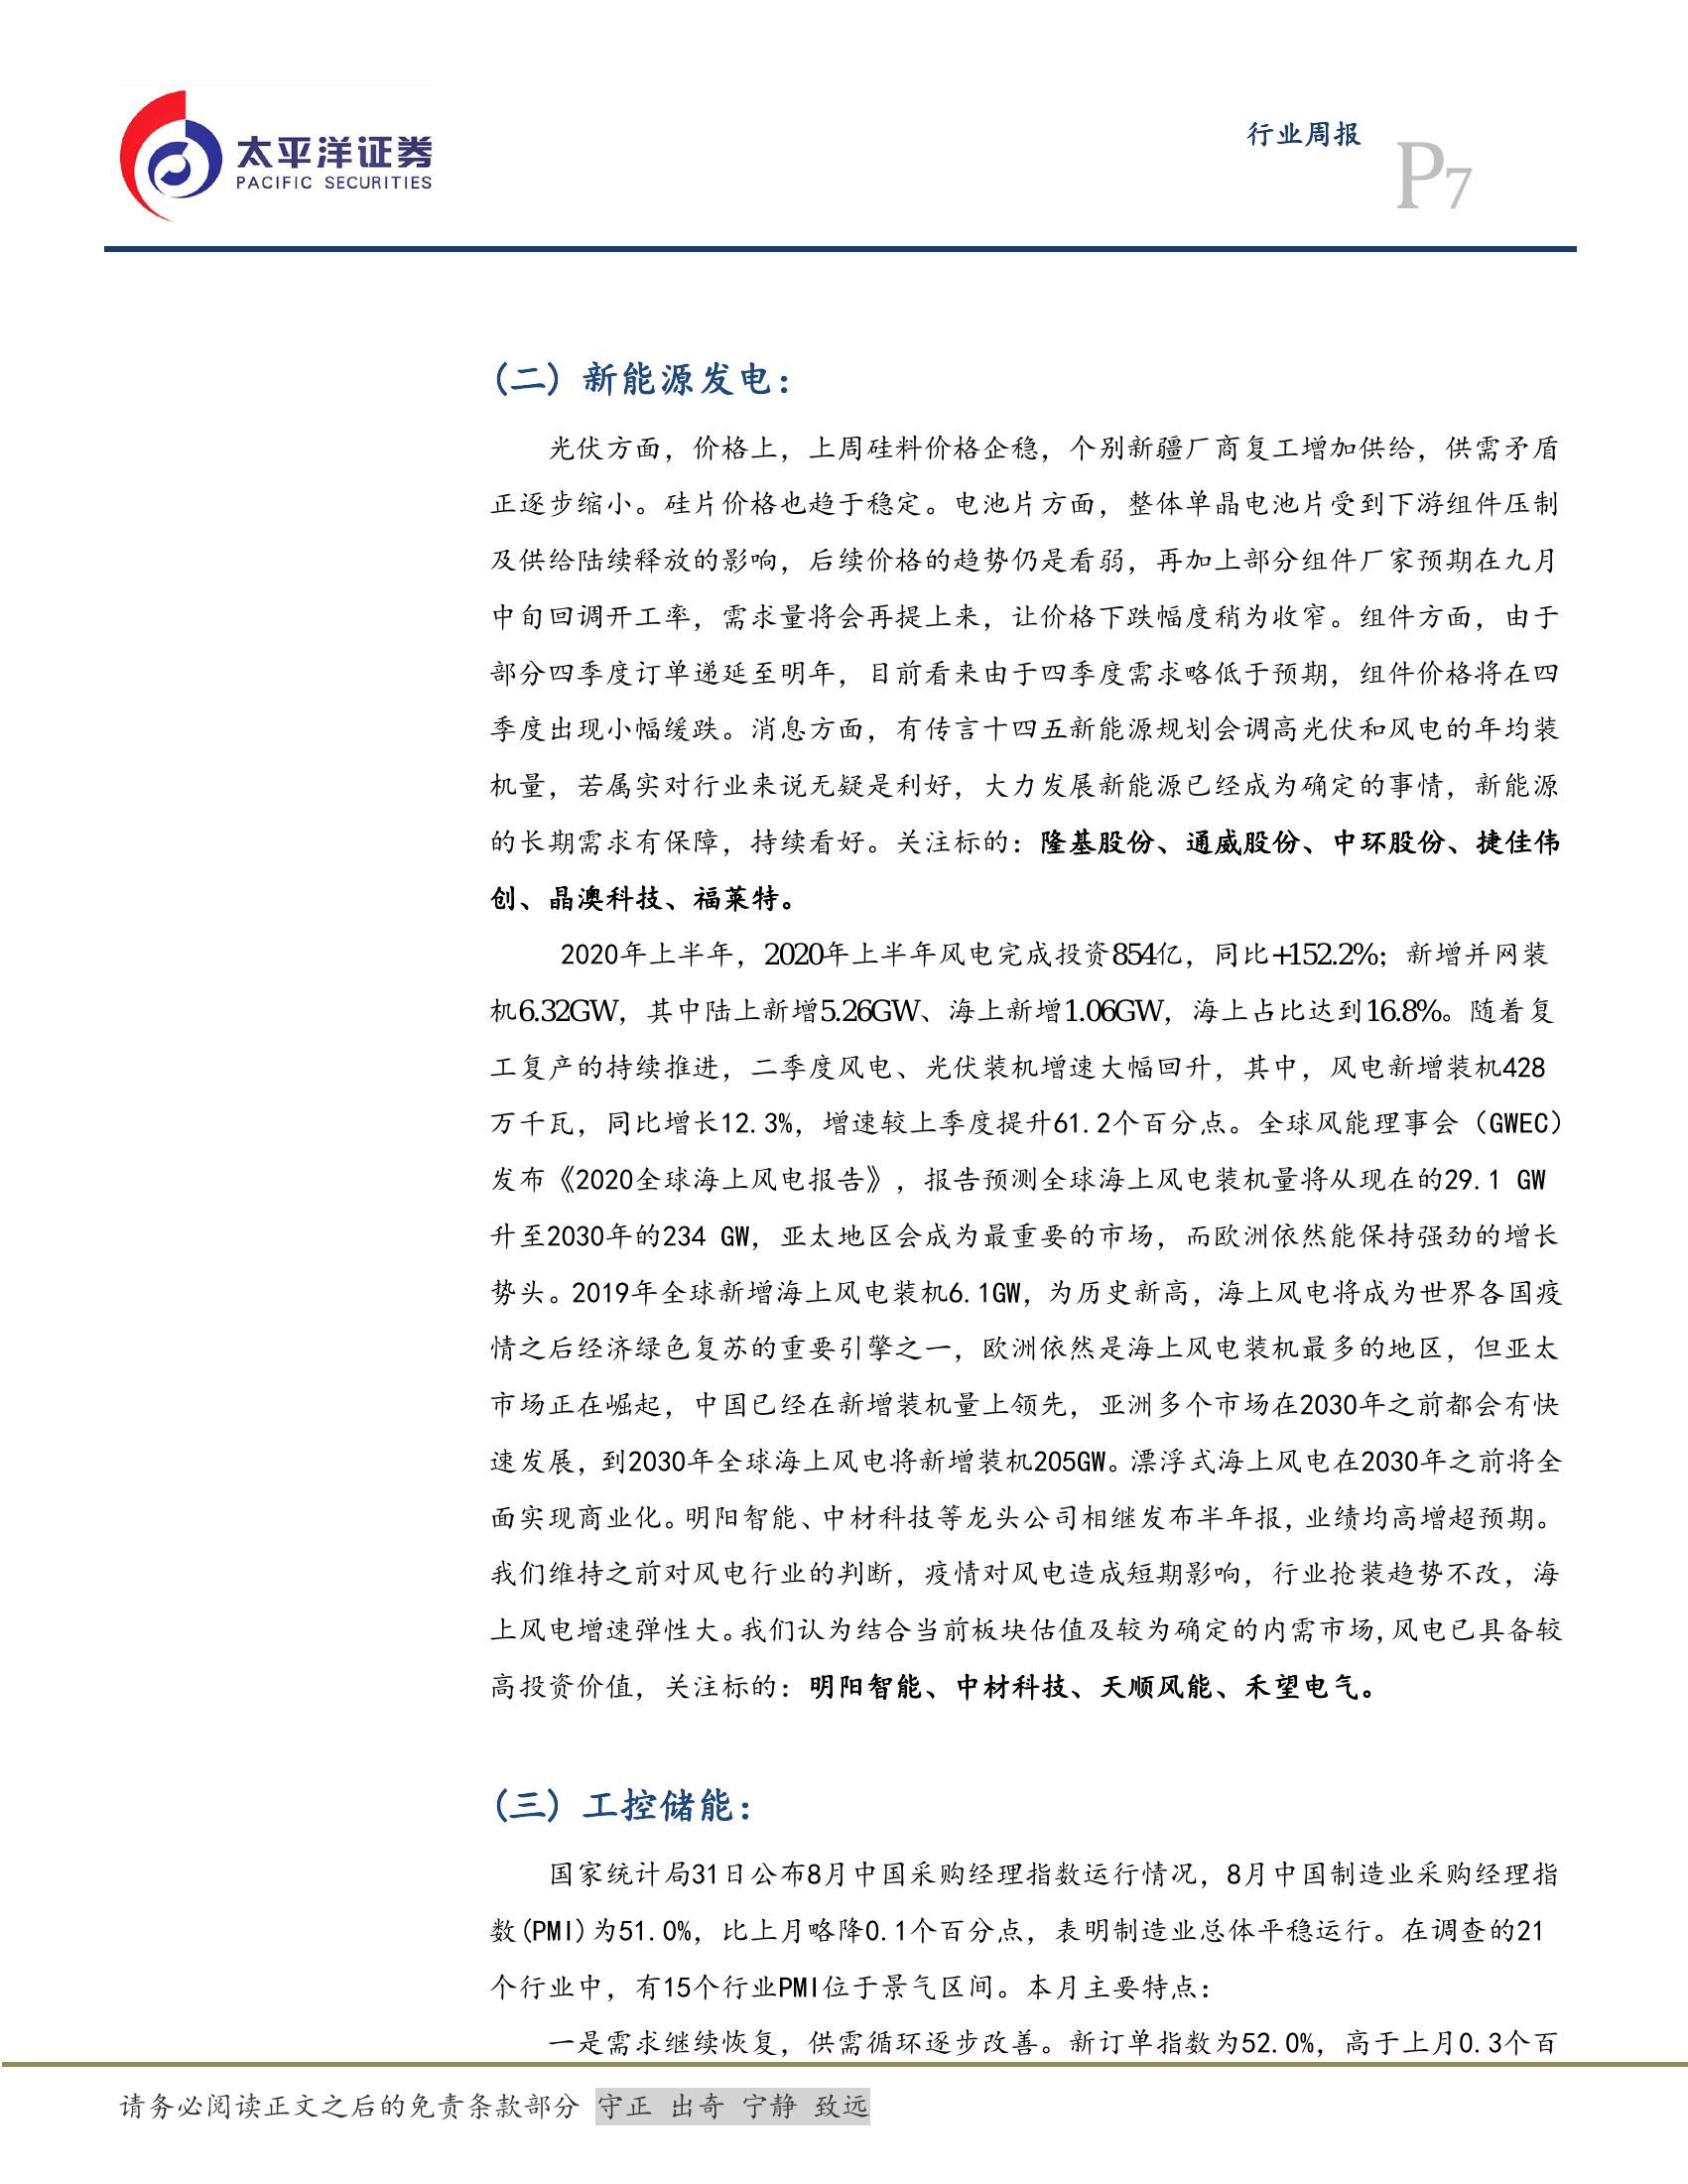 太平洋证券
PACIFIC SECURITIES
行业周报
P7
(二) 新能源发电:
光伏方面，价格上，上周硅料价格企稳，个别新疆厂商复工增加供给，供需矛盾
正逐步缩小。硅片价格也趋于稳定。电池片方面，整体单晶电池片受到下游组件压制
及供给陆续释放的影响，后续价格的趋势仍是看弱，再加上部分组件厂家预期在九月
中旬回调开工率，需求量将会再提上来，让价格下跌幅度稍为收窄。组件方面，由于
部分四季度订单递延至明年，目前看来由于四季度需求略低于预期，组件价格将在四
季度出现小幅缓跌。消息方面，有传言十四五新能源规划会调高光伏和风电的年均装
机量，若属实对行业来说无疑是利好，大力发展新能源已经成为确定的事情，新能源
的长期需求有保障，持续看好。关注标的：隆基股份、通威股份、中环股份、捷佳伟
创、晶澳科技、福莱特。
2020年上半年，2020年上半年风电完成投资854亿，同比+152.2%；新增并网装
机6.32GW，其中陆上新增5.26GW、海上新增1.06GW，海上占比达到16.8%。随着复
工复产的持续推进，二季度风电、光伏装机增速大幅回升，其中，风电新增装机428
万千瓦，同比增长12.3%，增速较上季度提升61.2个百分点。全球风能理事会（GWEC）
发布《2020全球海上风电报告》，报告预测全球海上风电装机量将从现在的29.1 GW
升至2030年的234 GW，亚太地区会成为最重要的市场，而欧洲依然能保持强劲的增长
势头。2019年全球新增海上风电装机6.1GW，为历史新高，海上风电将成为世界各国疫
情之后经济绿色复苏的重要引擎之一，欧洲依然是海上风电装机最多的地区，但亚太
市场正在崛起，中国已经在新增装机量上领先，亚洲多个市场在2030年之前都会有快
速发展，到2030年全球海上风电将新增装机205GW。漂浮式海上风电在2030年之前将全
面实现商业化。明阳智能、中材科技等龙头公司相继发布半年报，业绩均高增超预期。
我们维持之前对风电行业的判断，疫情对风电造成短期影响，行业抢装趋势不改，海
上风电增速弹性大。我们认为结合当前板块估值及较为确定的内需市场,风电已具备较
高投资价值，关注标的：明阳智能、中材科技、天顺风能、禾望电气。
(三) 工控储能:
国家统计局31日公布8月中国采购经理指数运行情况，8月中国制造业采购经理指
数(PMI)为51.0%，比上月略降0.1个百分点，表明制造业总体平稳运行。在调查的21
个行业中，有15个行业PMI位于景气区间。本月主要特点：
一是需求继续恢复，供需循环逐步改善。新订单指数为52.0%，高于上月0.3个百
请务必阅读正文之后的免责条款部分 守正 出奇 宁静 致远